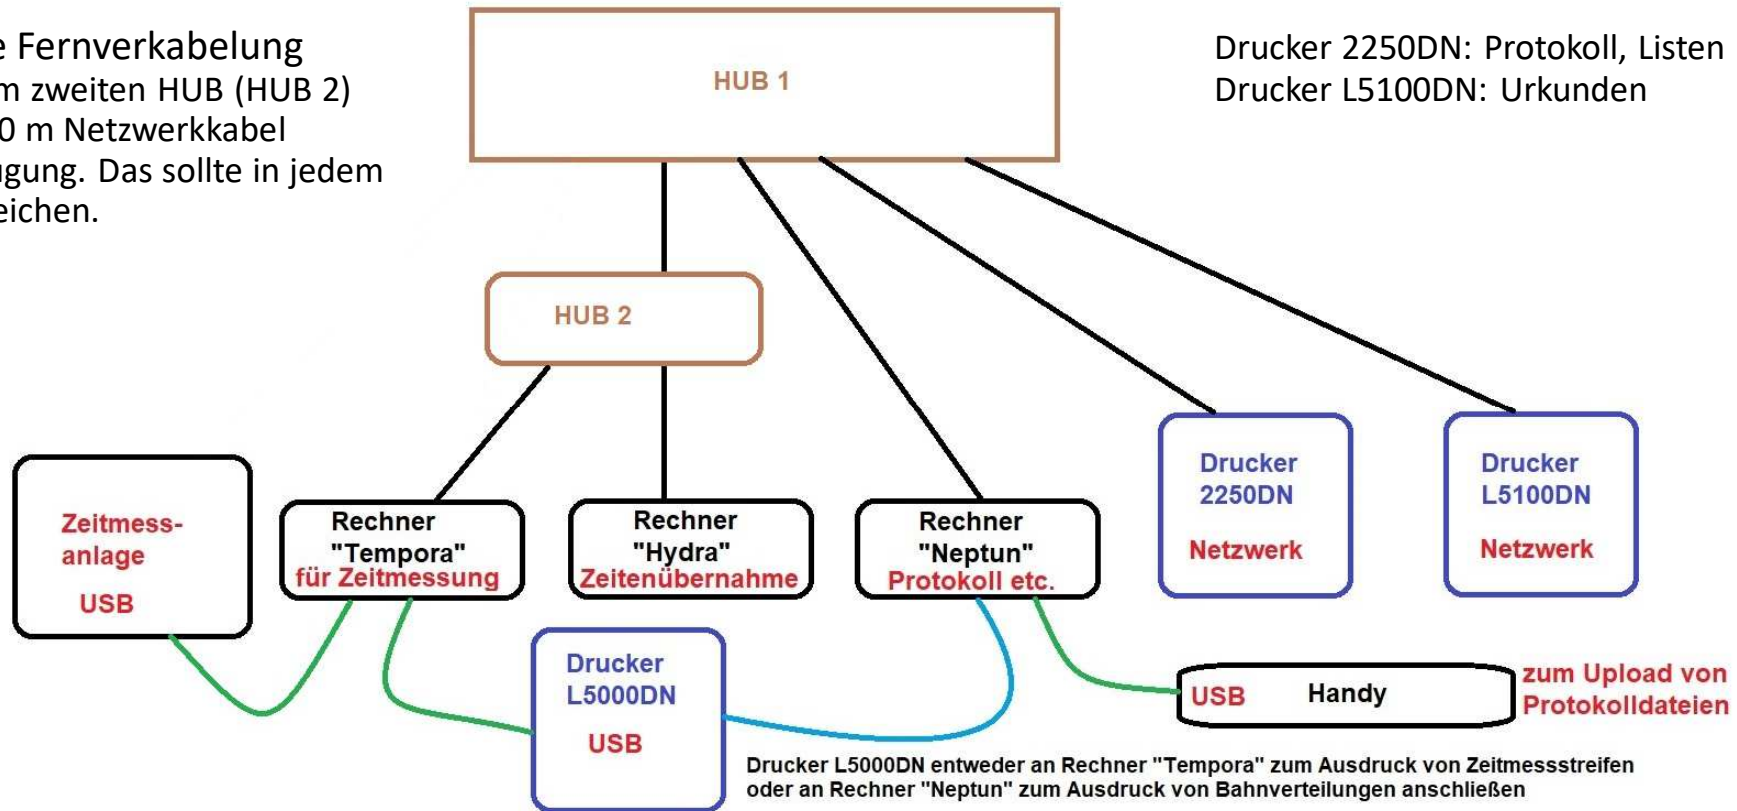 e Fernverkabelung
m zweiten HUB (HUB 2)
0 m Netzwerkkabel
ügung. Das sollte in jedem
eichen.
HUB 1
Drucker 2250DN: Protokoll, Listen
Drucker L5100DN: Urkunden
HUB 2
Zeitmess-
anlage
USB
Rechner
"Tempora"
für Zeitmessung
Rechner
"Hydra"
Zeitenübernahme
Rechner
"Neptun"
Protokoll etc.
Drucker
2250DN
Netzwerk
Drucker
L5100DN
Netzwerk
Drucker
L5000DN
USB
USB Handy
zum Upload von
Protokolldateien
Drucker L5000DN entweder an Rechner "Tempora" zum Ausdruck von Zeitmessstreifen
oder an Rechner "Neptun" zum Ausdruck von Bahnverteilungen anschließen